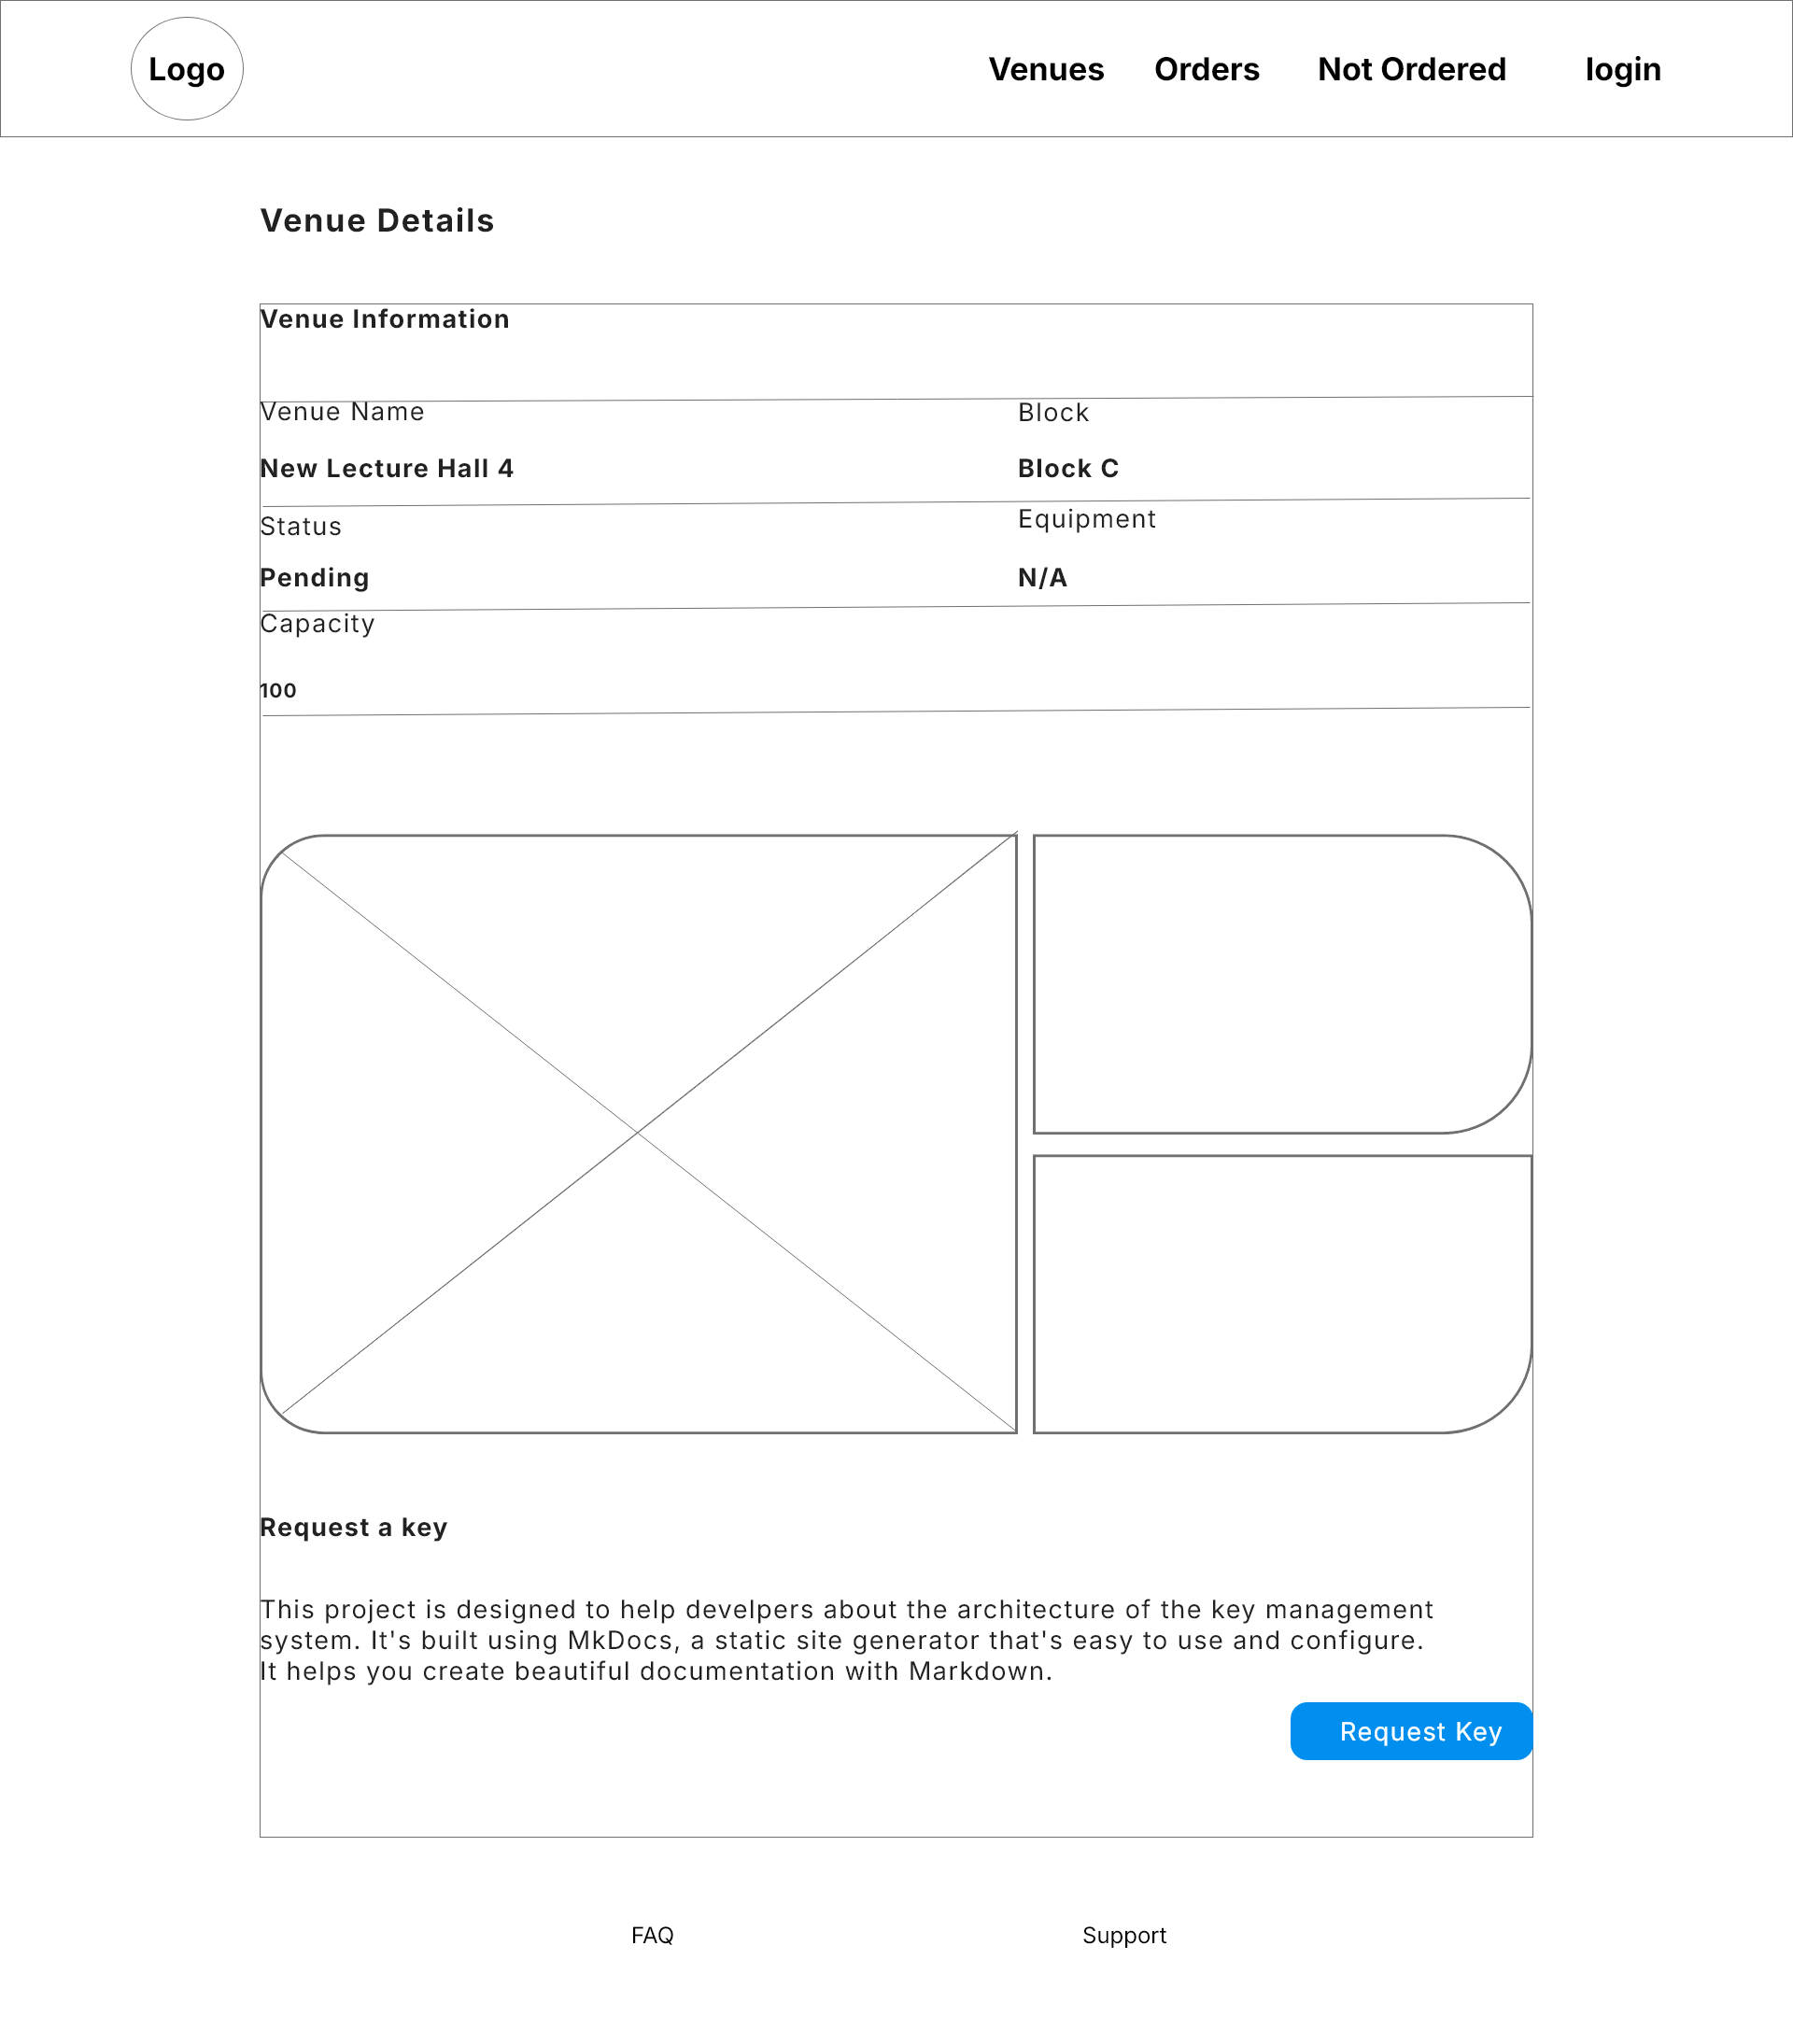 Logo
Venues Orders Not Ordered login
Venue Details
Venue Information
Venue Name Block
New Lecture Hall 4 Block C
Status Equipment
Pending N/A
Capacity
100
Request a key
This project is designed to help develpers about the architecture of the key management
system. It's built using MkDocs, a static site generator that's easy to use and configure.
It helps you create beautiful documentation with Markdown.
Request Key
FAQ Support